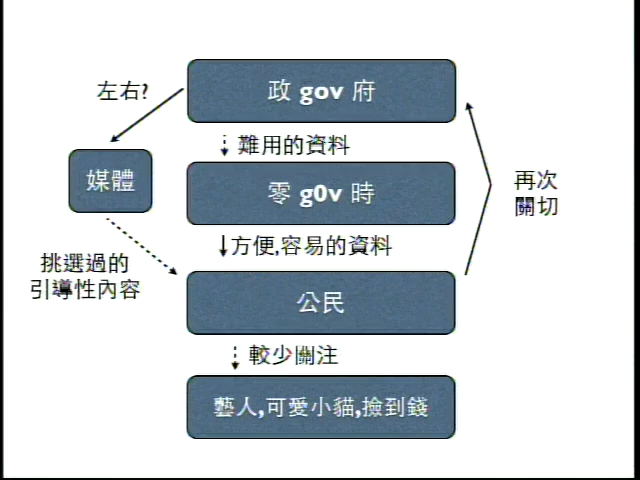 政 gov 府
左右?
難用的資料
媒體
零 g0v 時
再次
關切
方便,容易的資料
挑選過的
引導性內容
公民
較少關注
藝人,可愛小貓,撿到錢